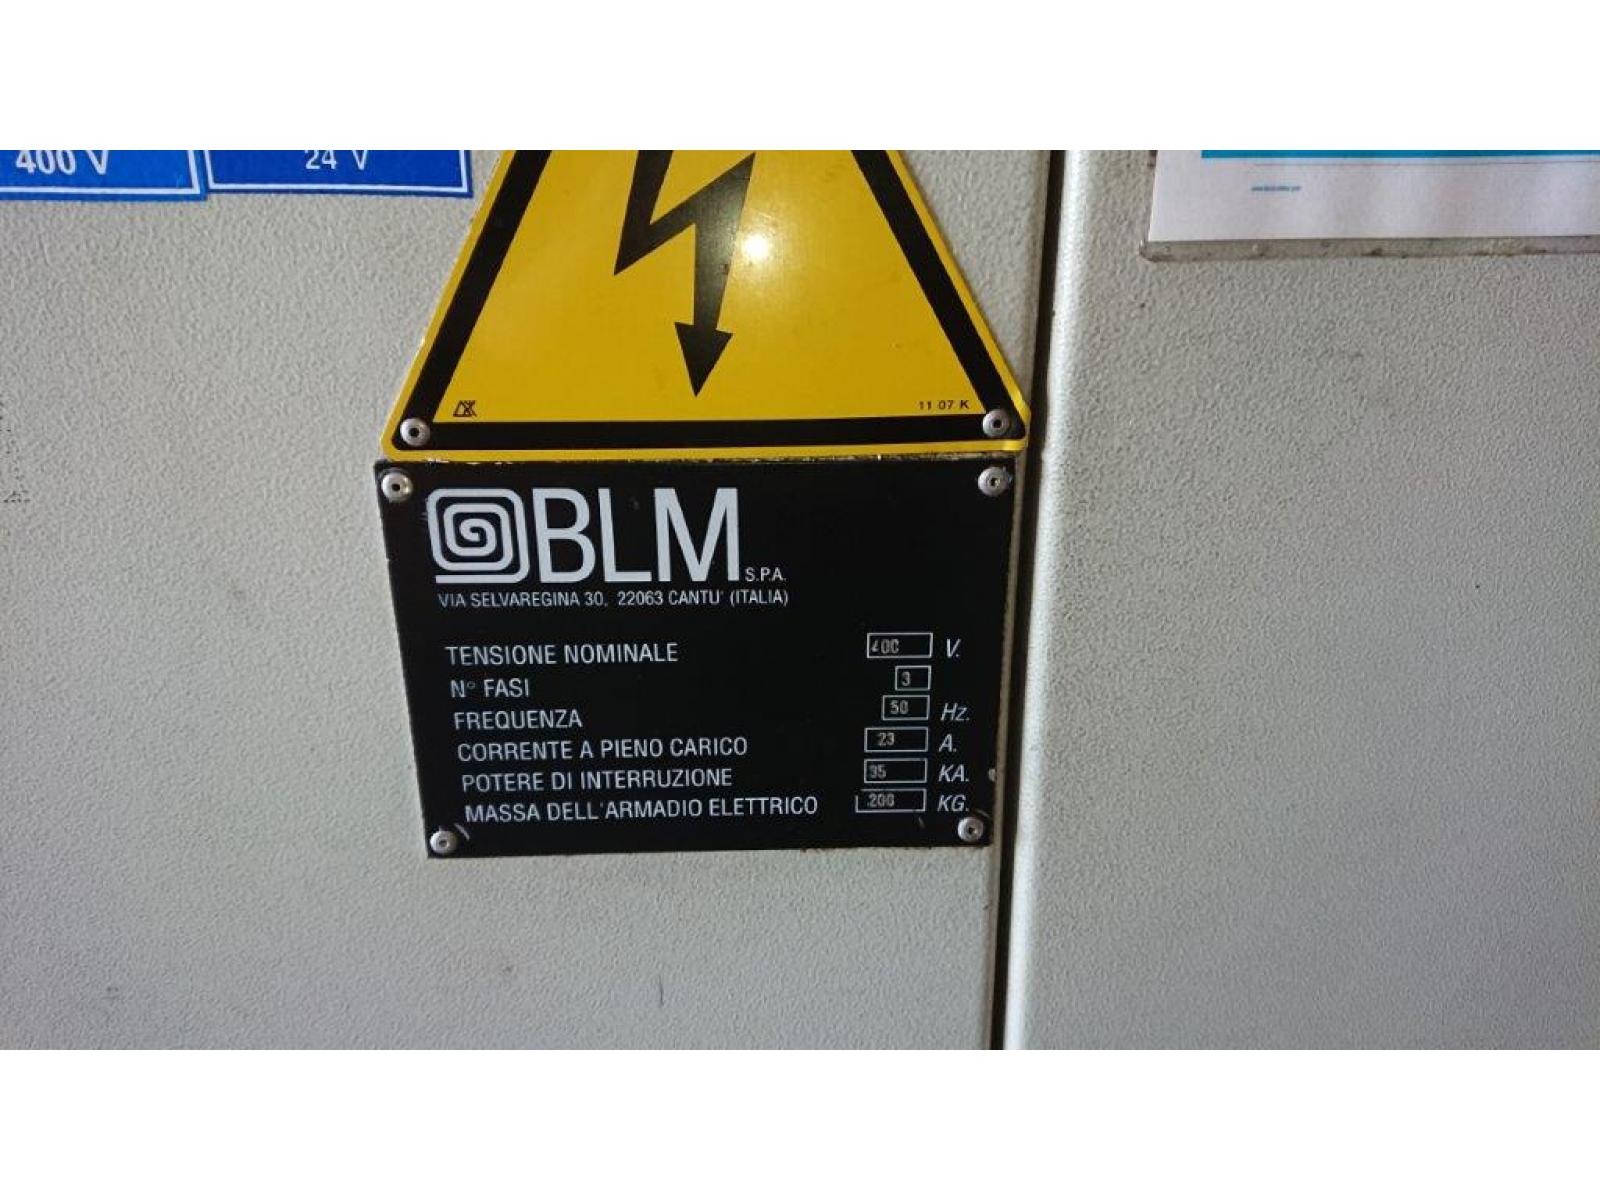 400 V
24 V
11 07 K
BLM S.P.A.
VIA SELVAREGINA 30, 22063 CANTU' (ITALIA)
TENSIONE NOMINALE 400 V.
N° FASI 3
FREQUENZA 50 Hz.
CORRENTE A PIENO CARICO 23 A.
POTERE DI INTERRUZIONE 35 KA.
MASSA DELL'ARMADIO ELETTRICO 200 KG.